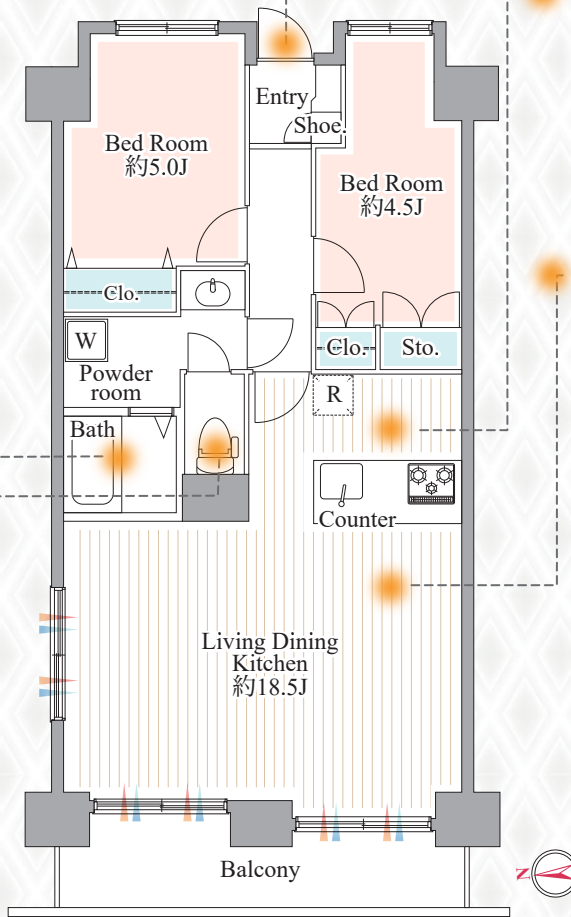 Entry
Shoe.
Bed Room
約5.0J
Bed Room
約4.5J
Clo.
W
Powder
room
Clo.
Sto.
R
Bath
Counter
Living Dining
Kitchen
約18.5J
Balcony
N